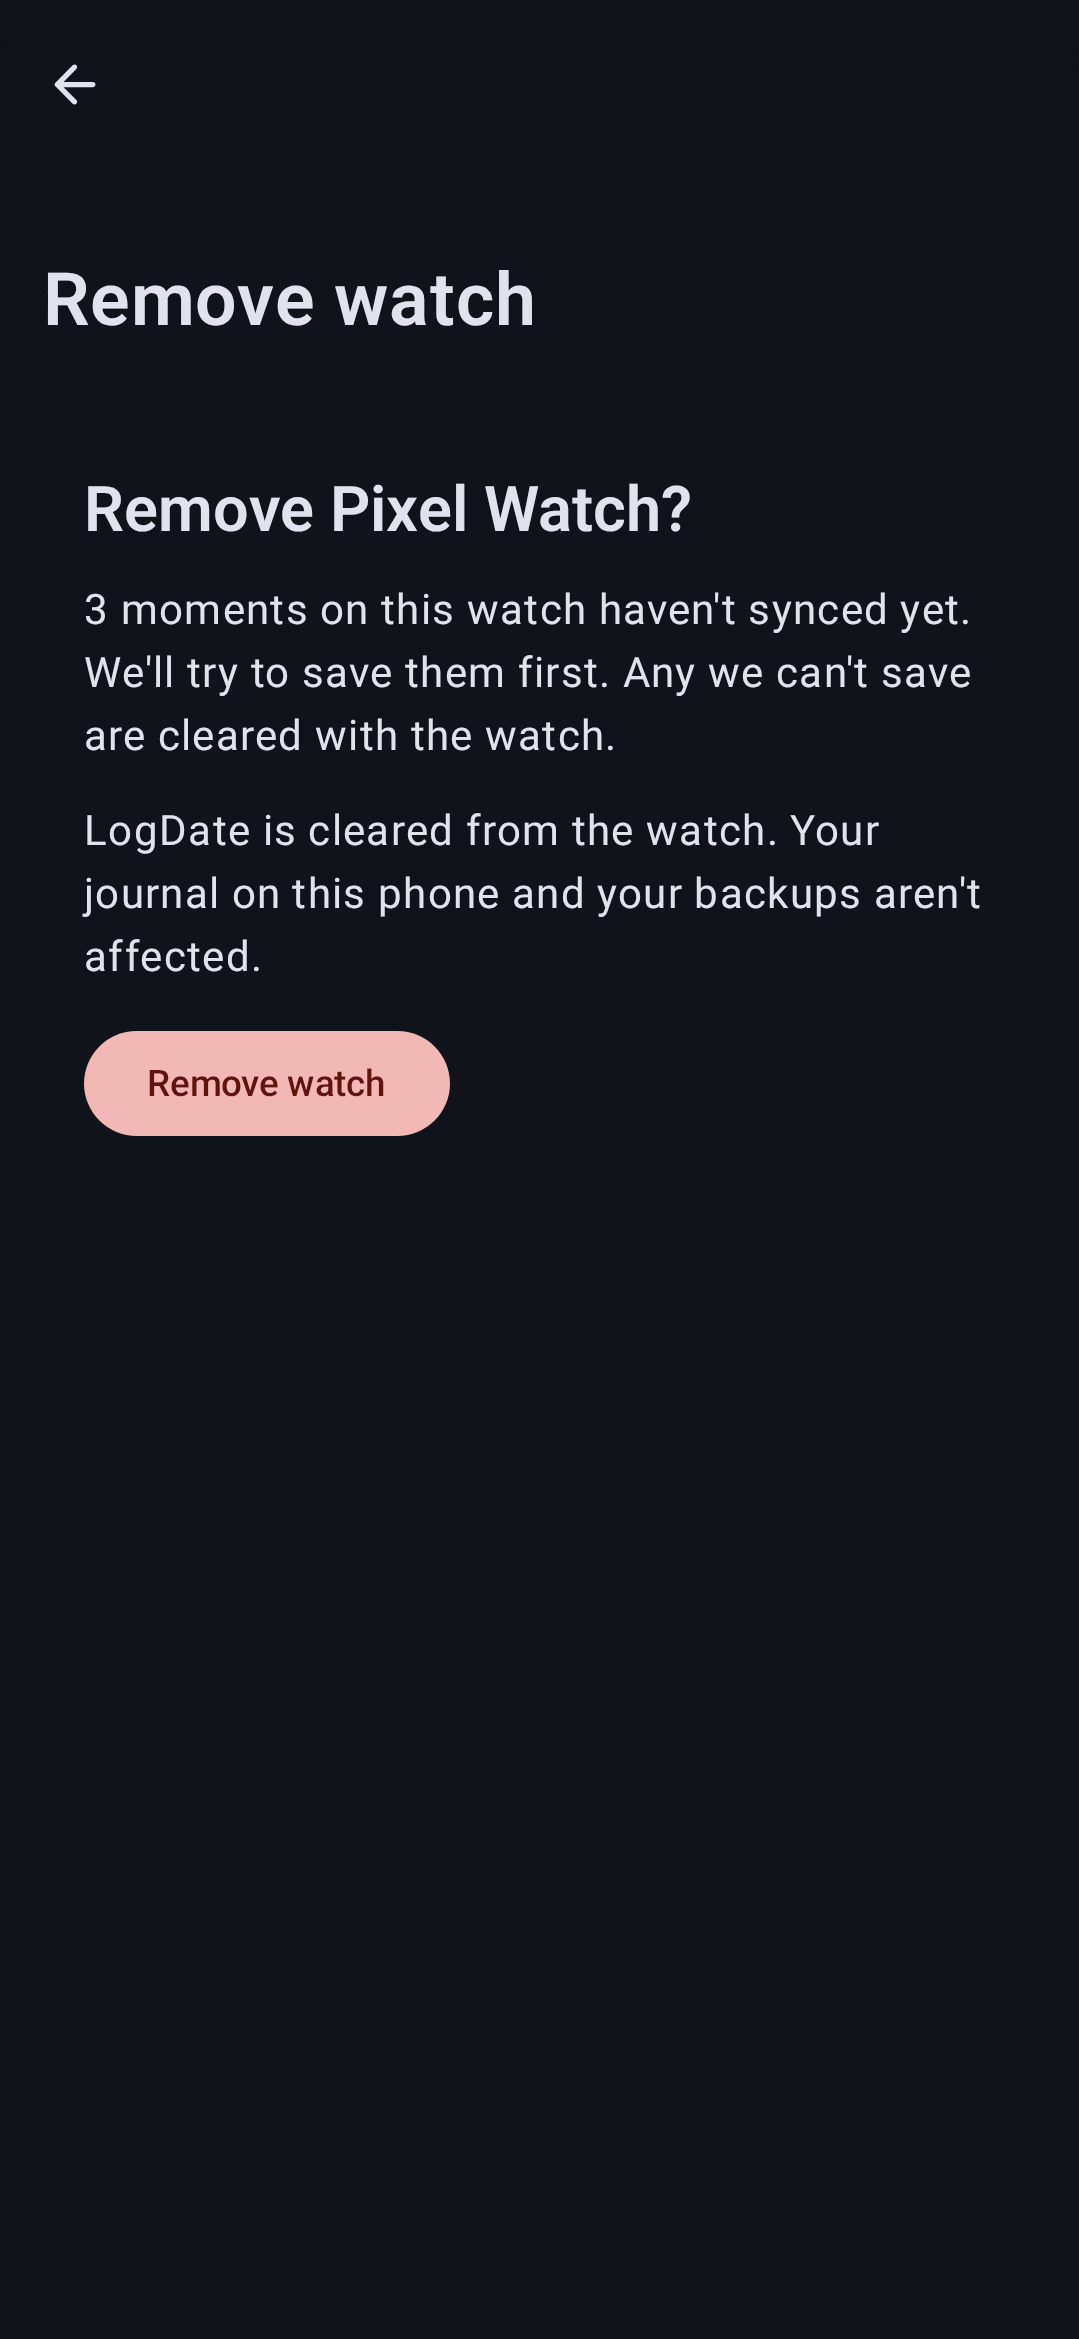 Remove watch
Remove Pixel Watch?
3 moments on this watch haven't synced yet.
We'll try to save them first. Any we can't save
are cleared with the watch.
LogDate is cleared from the watch. Your
journal on this phone and your backups aren't
affected.
Remove watch